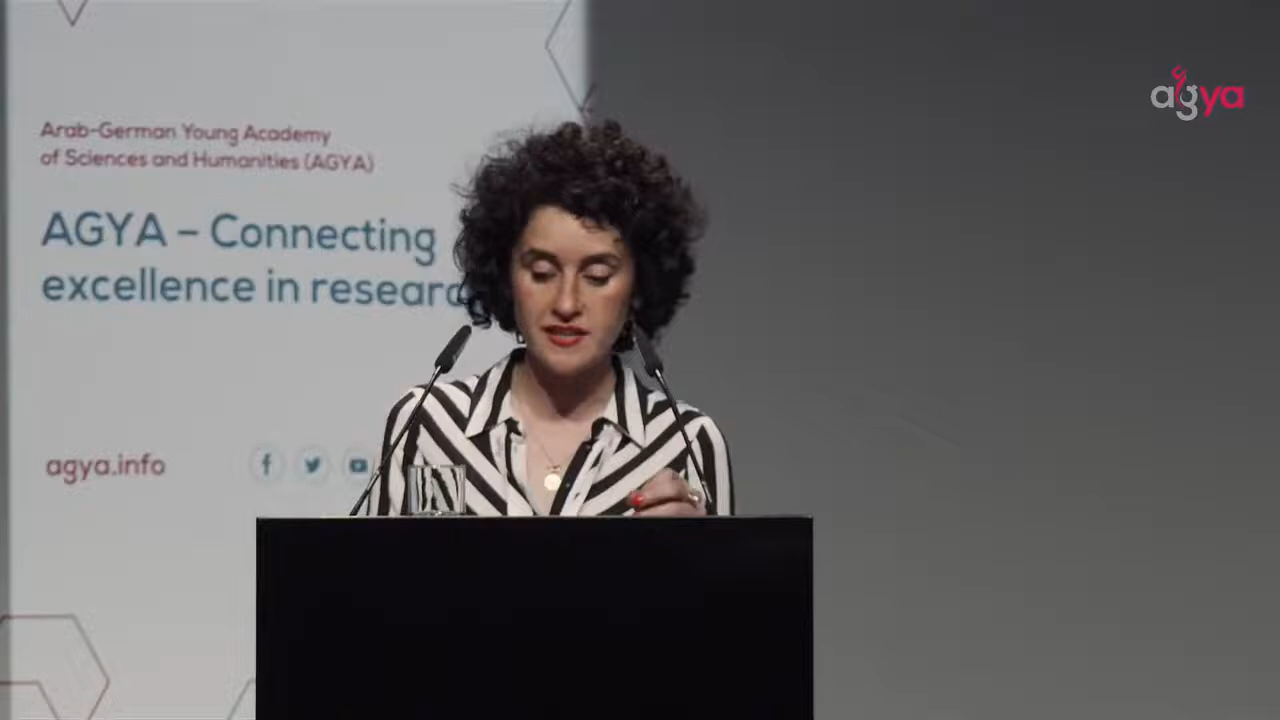 Arab-German Young Academy
of Sciences and Humanities (AGYA)
AGYA – Connecting
excellence in researc
agya.info
agya